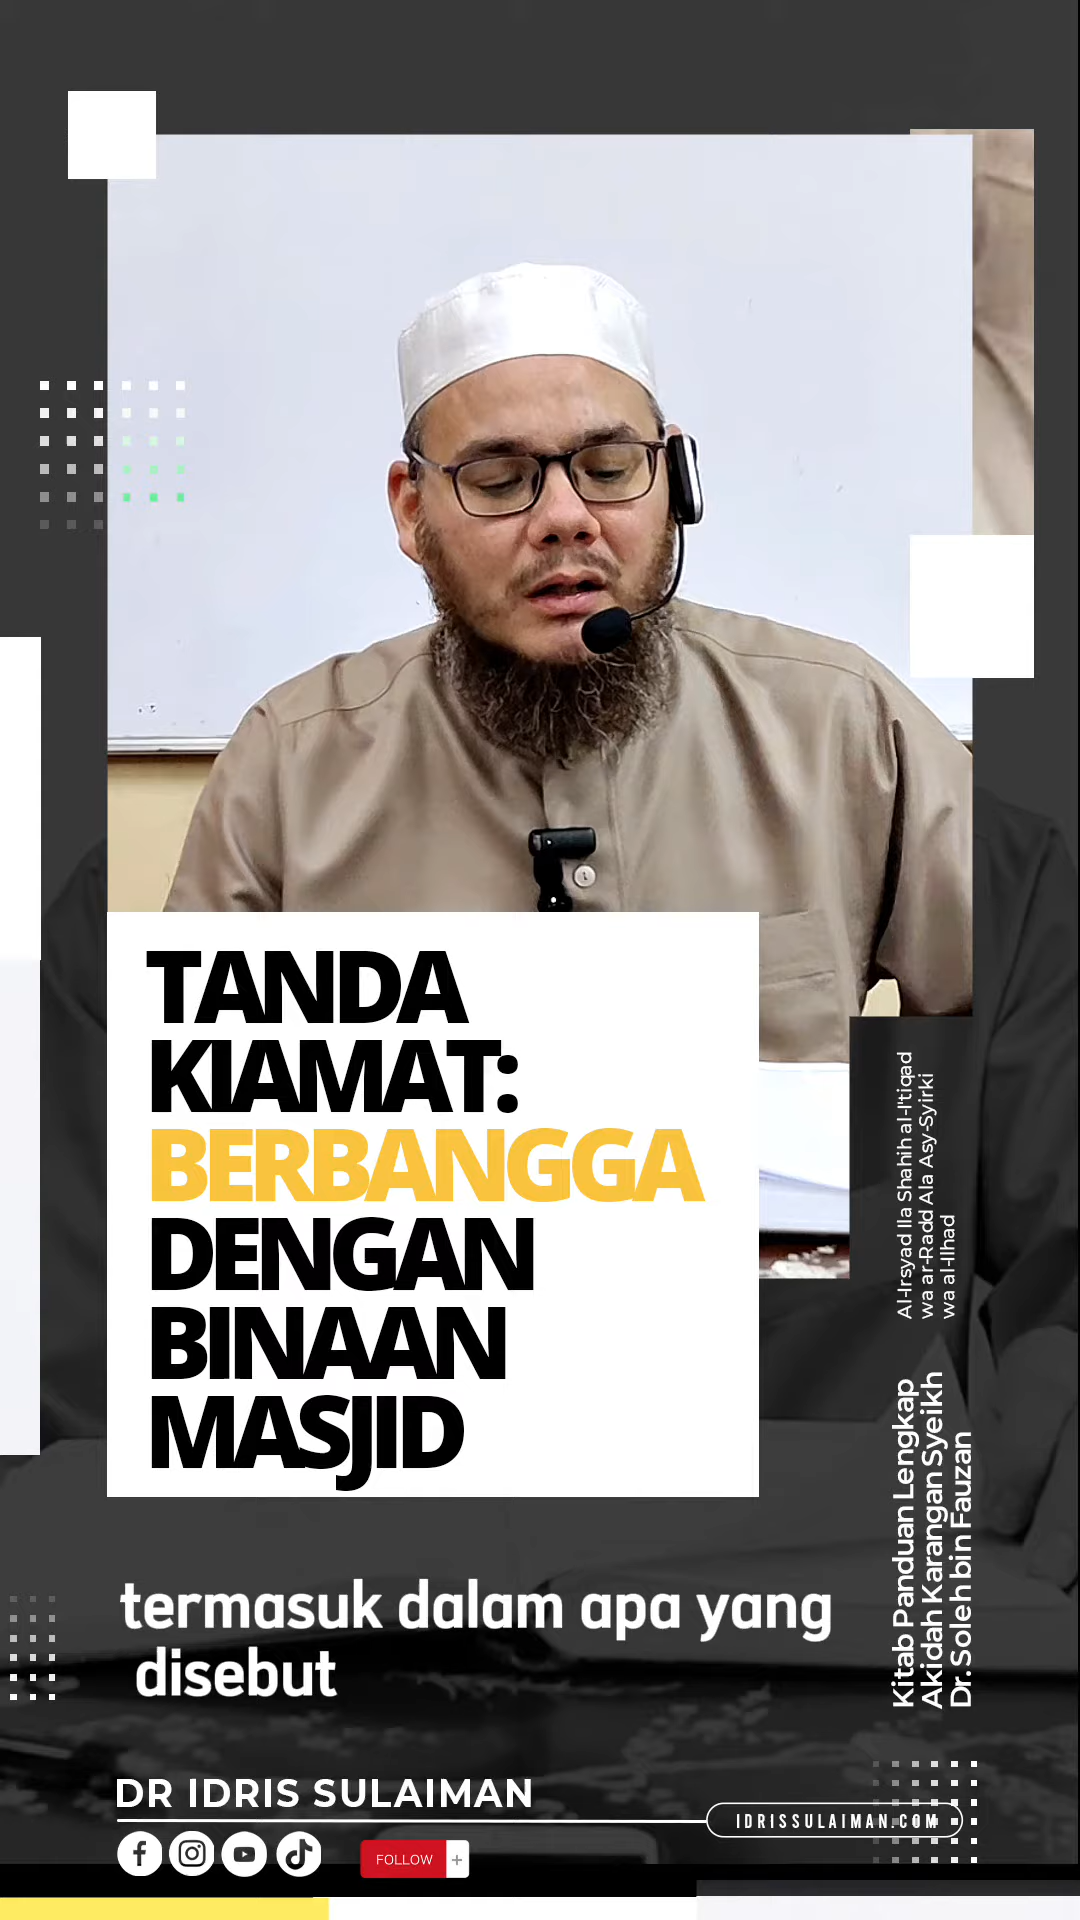 TANDA
KIAMAT:
BERBANGGA
DENGAN
BINAAN
MASJID
Al-Irsyad Ila Shahih al-I'tiqad
wa ar-Radd Ala Asy-Syirki
wa al-Ilhad
Kitab Panduan Lengkap
Akidah Karangan Syeikh
Dr. Soleh bin Fauzan
termasuk dalam apa yang
disebut
DR IDRIS SULAIMAN
IDRISSULAIMAN.COM
FOLLOW +